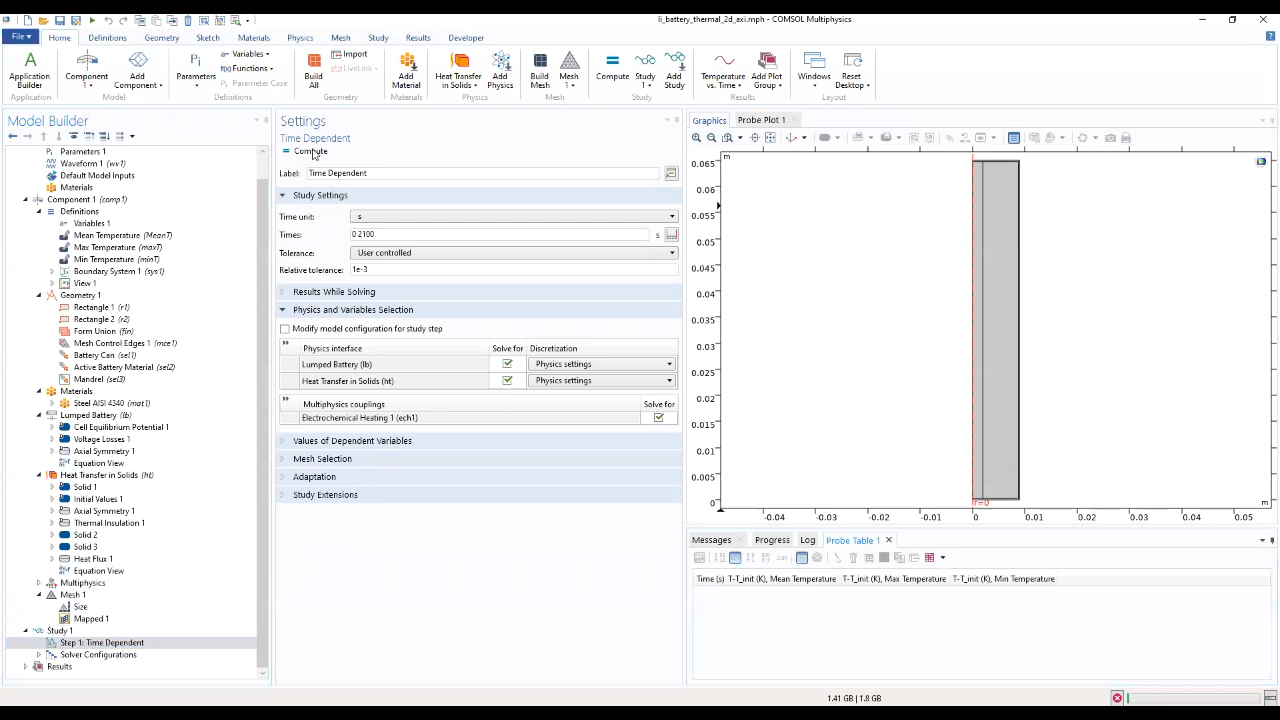 li_battery_thermal_2d_axi.mph - COMSOL Multiphysics
File
Home
Definitions
Geometry
Sketch
Materials
Physics
Mesh
Study
Results
Developer
Application Builder
Application
Component 1
Add Component
Model
Parameters
Variables
Functions
Parameter Case
Definitions
Build All
Import
LiveLink
Geometry
Add Material
Materials
Heat Transfer in Solids
Add Physics
Physics
Build Mesh
Mesh 1
Mesh
Compute
Study 1
Add Study
Study
Temperature vs. Time
Add Plot Group
Results
Windows
Reset Desktop
Layout
Model Builder
Parameters 1
Waveform 1 (wv1)
Default Model Inputs
Materials
Component 1 (comp1)
Definitions
Variables 1
Mean Temperature (MeanT)
Max Temperature (maxT)
Min Temperature (minT)
Boundary System 1 (sys1)
View 1
Geometry 1
Rectangle 1 (r1)
Rectangle 2 (r2)
Form Union (fin)
Mesh Control Edges 1 (mce1)
Battery Can (sel1)
Active Battery Material (sel2)
Mandrel (sel3)
Materials
Steel AISI 4340 (mat1)
Lumped Battery (lb)
Cell Equilibrium Potential 1
Voltage Losses 1
Axial Symmetry 1
Equation View
Heat Transfer in Solids (ht)
Solid 1
Initial Values 1
Axial Symmetry 1
Thermal Insulation 1
Solid 2
Solid 3
Heat Flux 1
Equation View
Multiphysics
Mesh 1
Size
Mapped 1
Study 1
Step 1: Time Dependent
Solver Configurations
Results
Settings
Time Dependent
Compute
Label: Time Dependent
Study Settings
Time unit: s
Times: 0 2100 s
Tolerance: User controlled
Relative tolerance: 1e-3
Results While Solving
Physics and Variables Selection
Modify model configuration for study step
Physics interface Solve for Discretization
Lumped Battery (lb) Physics settings
Heat Transfer in Solids (ht) Physics settings
Multiphysics couplings Solve for
Electrochemical Heating 1 (ech1)
Values of Dependent Variables
Mesh Selection
Adaptation
Study Extensions
Graphics
Probe Plot 1
m
0.065
0.06
0.055
0.05
0.045
0.04
0.035
0.03
0.025
0.02
0.015
0.01
0.005
0
r=0
m
-0.04 -0.03 -0.02 -0.01 0 0.01 0.02 0.03 0.04 0.05
Messages
Progress
Log
Probe Table 1
Time (s) T-T_init (K), Mean Temperature T-T_init (K), Max Temperature T-T_init (K), Min Temperature
1.41 GB | 1.8 GB